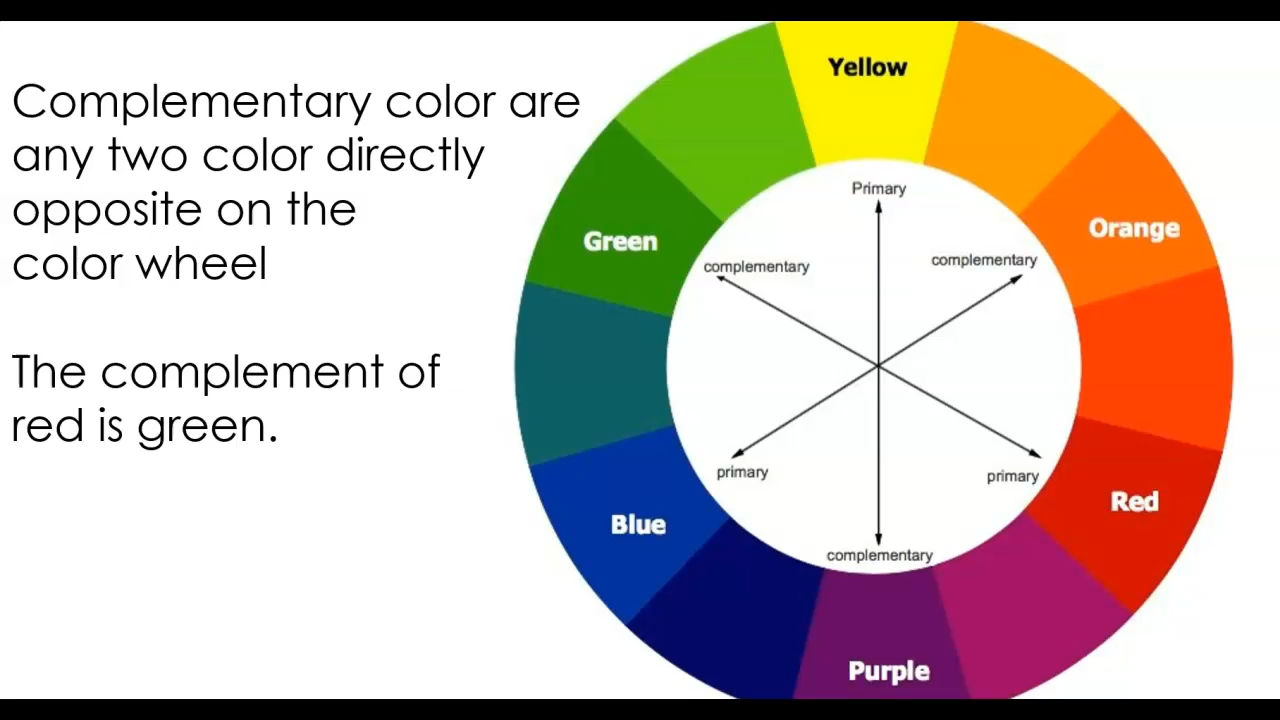 Complementary color are
any two color directly
opposite on the
color wheel
The complement of
red is green.
Yellow
Primary
Orange
Green
complementary
complementary
primary
primary
Red
Blue
complementary
Purple